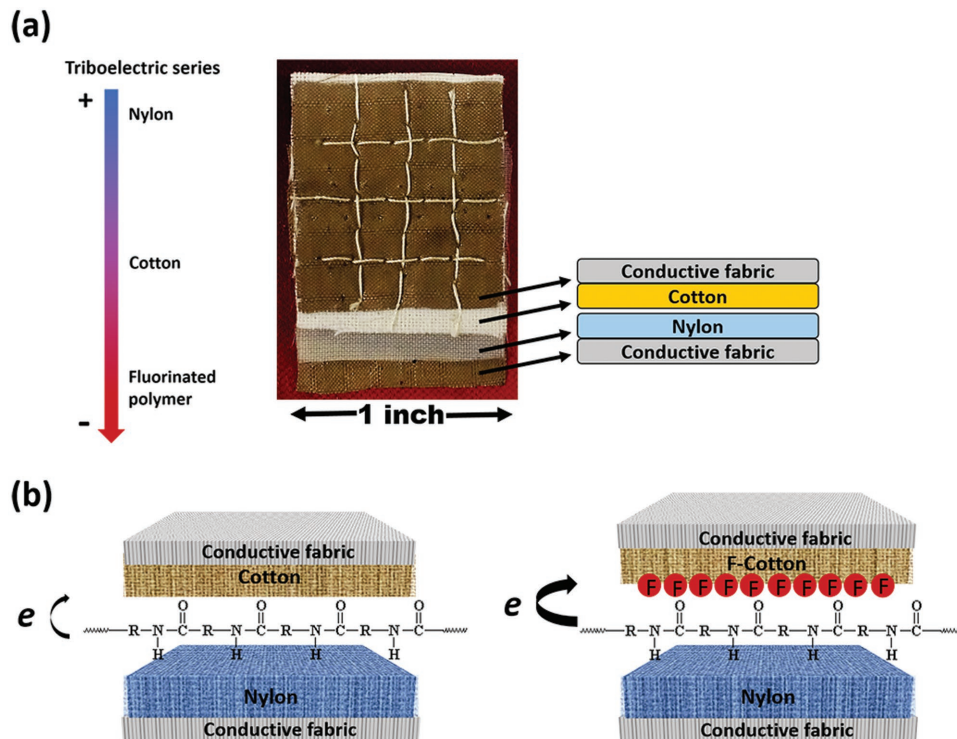 (a)
Triboelectric series
+
Nylon
Cotton
Fluorinated
polymer
-
Conductive fabric
Cotton
Nylon
Conductive fabric
1 inch
(b)
Conductive fabric
Cotton
e
O O O O
R-N-C-R-N-C-R-N-C-R-N-C
H H H H
Nylon
Conductive fabric
Conductive fabric
F-Cotton
F F F F F F F F F
e
O O O O
R-N-C-R-N-C-R-N-C-R-N-C
H H H H
Nylon
Conductive fabric